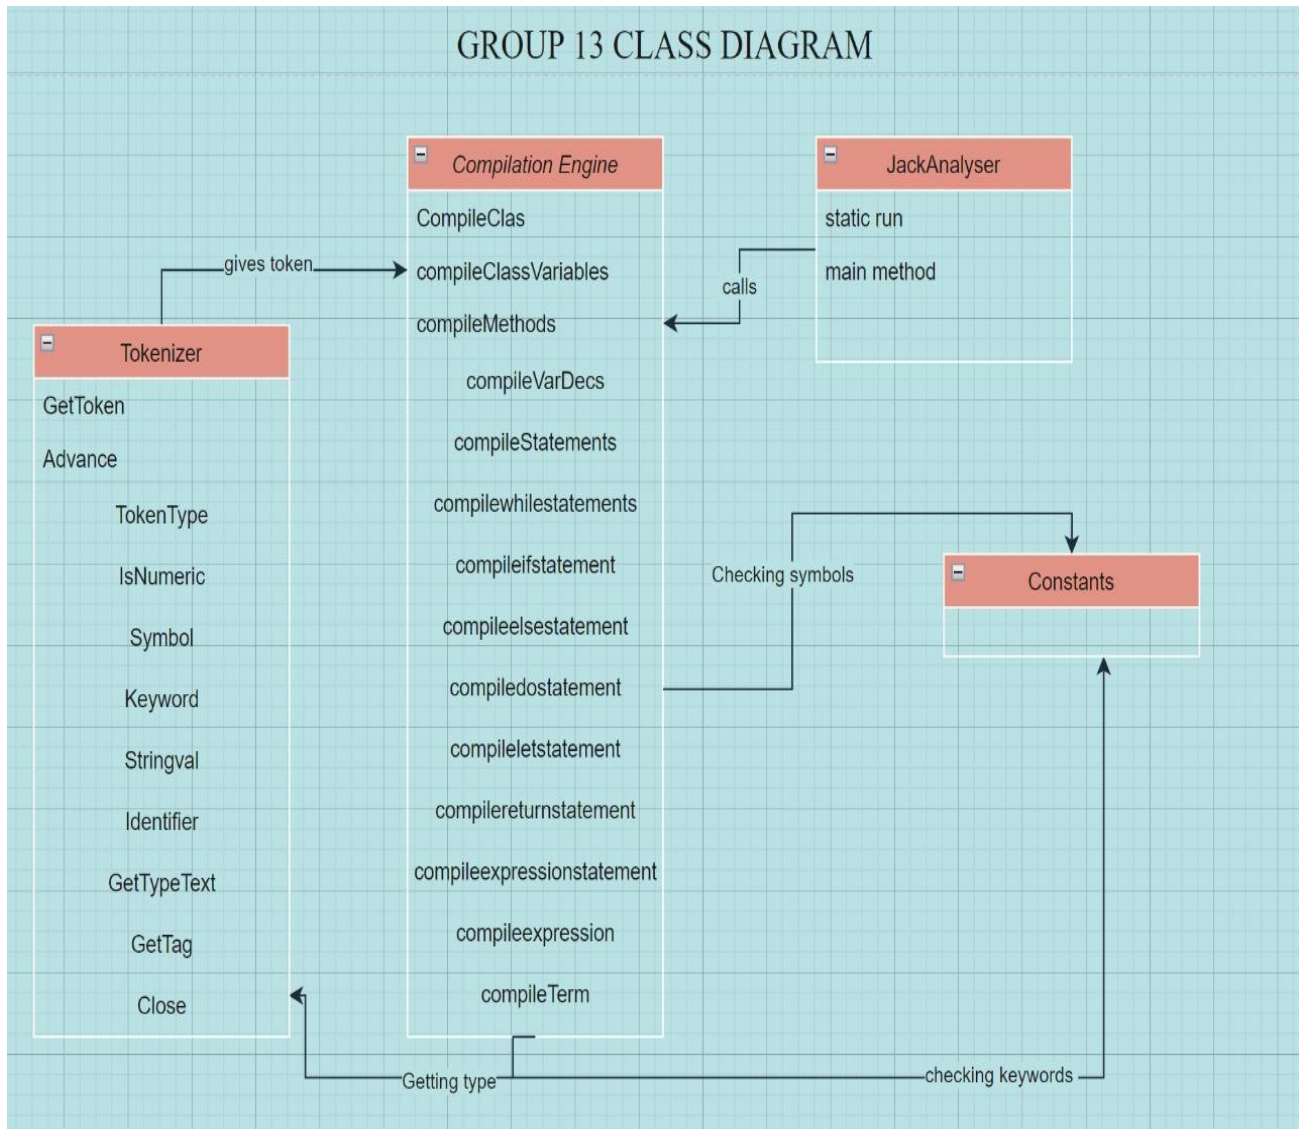 GROUP 13 CLASS DIAGRAM
Compilation Engine
CompileClas
compileClassVariables
compileMethods
compileVarDecs
compileStatements
compilewhilestatements
compileifstatement
compileelsestatement
compiledostatement
compileletstatement
compilereturnstatement
compileexpressionstatement
compileexpression
compileTerm
JackAnalyser
static run
main method
gives token
calls
Tokenizer
GetToken
Advance
TokenType
IsNumeric
Symbol
Keyword
Stringval
Identifier
GetTypeText
GetTag
Close
Checking symbols
Constants
Getting type
checking keywords